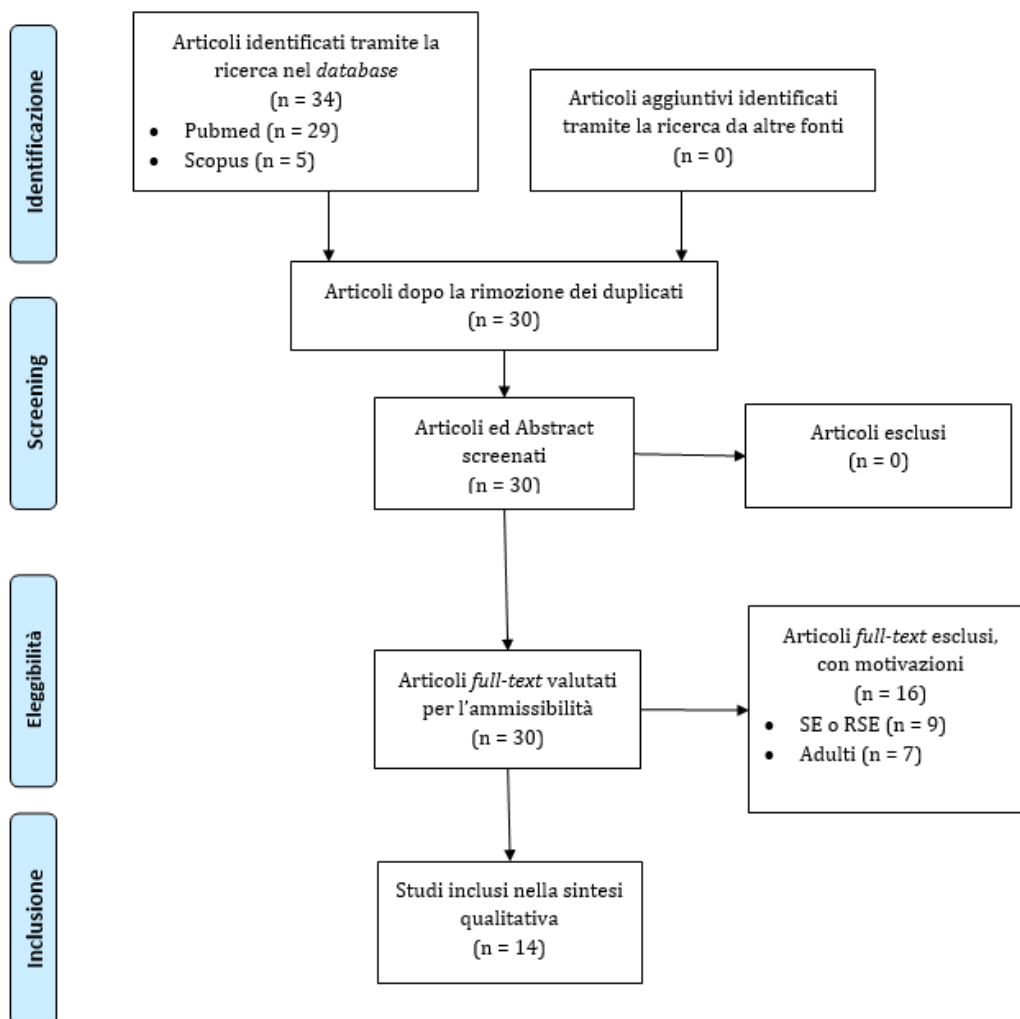 Identificazione
Articoli identificati tramite la
ricerca nel database
(n = 34)
• Pubmed (n = 29)
• Scopus (n = 5)
Articoli aggiuntivi identificati
tramite la ricerca da altre fonti
(n = 0)
Articoli dopo la rimozione dei duplicati
(n = 30)
Screening
Articoli ed Abstract
screenati
(n = 30)
Articoli esclusi
(n = 0)
Eleggibilità
Articoli full-text valutati
per l'ammissibilità
(n = 30)
Articoli full-text esclusi,
con motivazioni
(n = 16)
• SE o RSE (n = 9)
• Adulti (n = 7)
Inclusione
Studi inclusi nella sintesi
qualitativa
(n = 14)